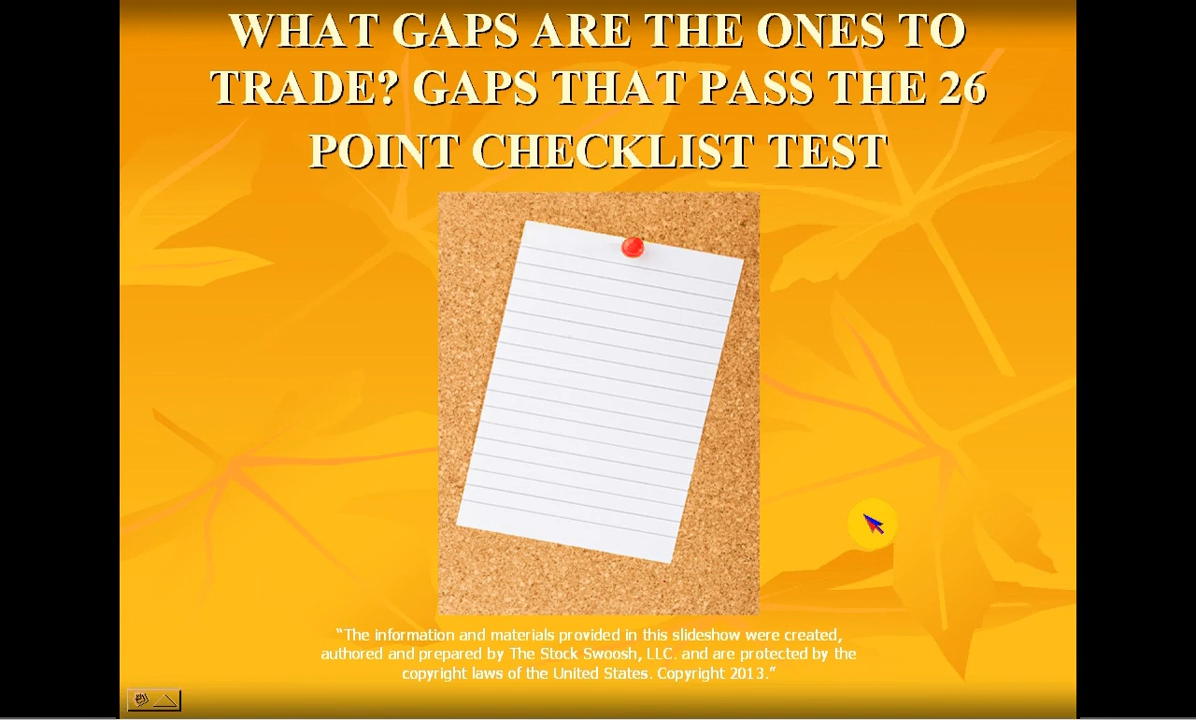 WHAT GAPS ARE THE ONES TO
TRADE? GAPS THAT PASS THE 26
POINT CHECKLIST TEST
“The information and materials provided in this slideshow were created,
authored and prepared by The Stock Swoosh, LLC. and are protected by the
copyright laws of the United States. Copyright 2013.”